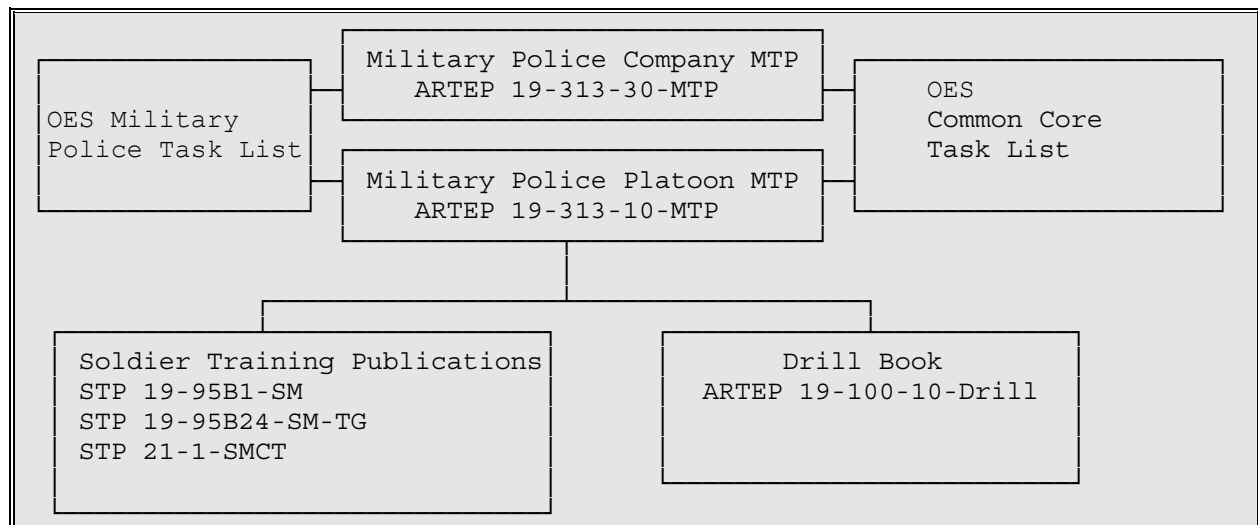 Military Police Company MTP
ARTEP 19-313-30-MTP
OES Military
Police Task List
OES
Common Core
Task List
Military Police Platoon MTP
ARTEP 19-313-10-MTP
Soldier Training Publications
STP 19-95B1-SM
STP 19-95B24-SM-TG
STP 21-1-SMCT
Drill Book
ARTEP 19-100-10-Drill